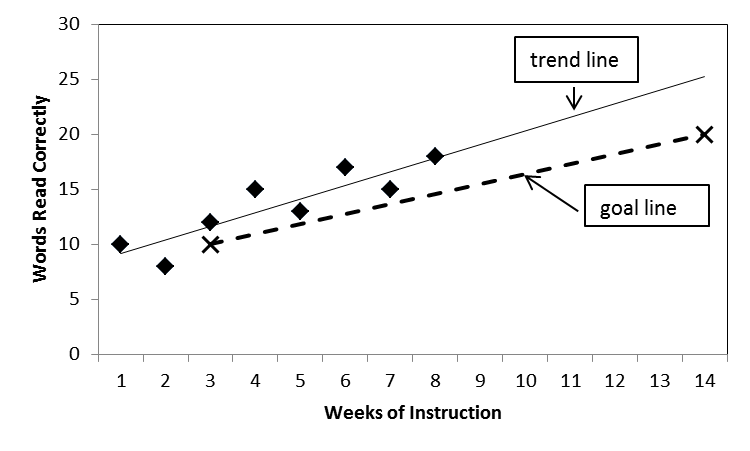 30
25
20
15
10
5
0
trend line
goal line
Words Read Correctly
1 2 3 4 5 6 7 8 9 10 11 12 13 14
Weeks of Instruction